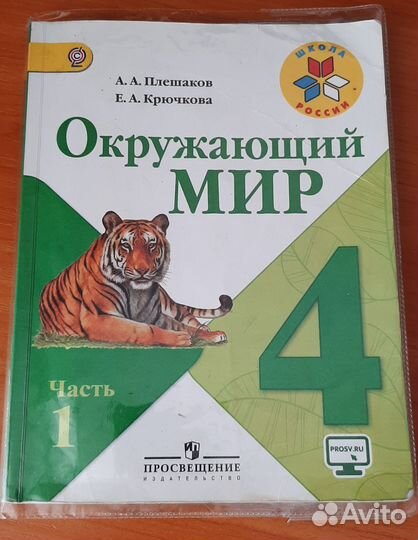 А. А. Плешаков
Е. А. Крючкова
ШКОЛА
РОССИИ
Окружающий
МИР
4
Часть
1
PROSV.RU
ПРОСВЕЩЕНИЕ
ИЗДАТЕЛЬСТВО
Avito